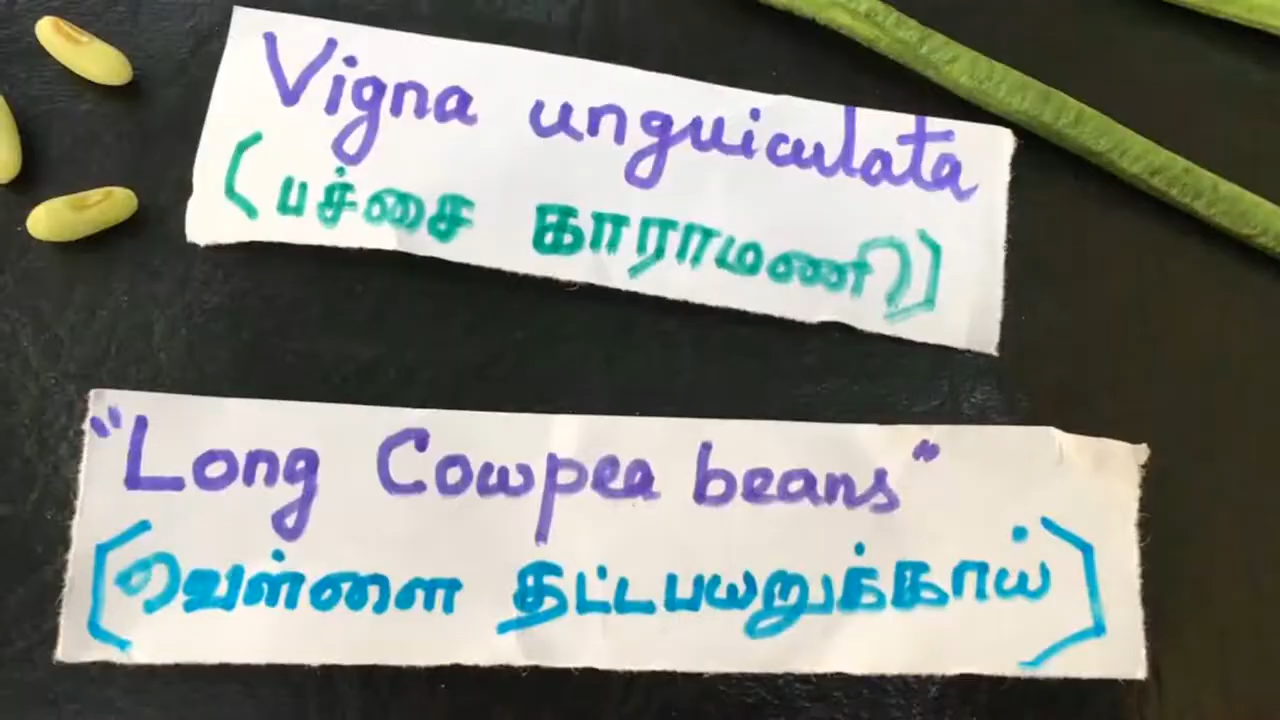 Vigna unguiculata
(பச்சை காராமணி)
"Long Cowpea beans"
(வெள்ளை தட்டபயறுக்காய்)